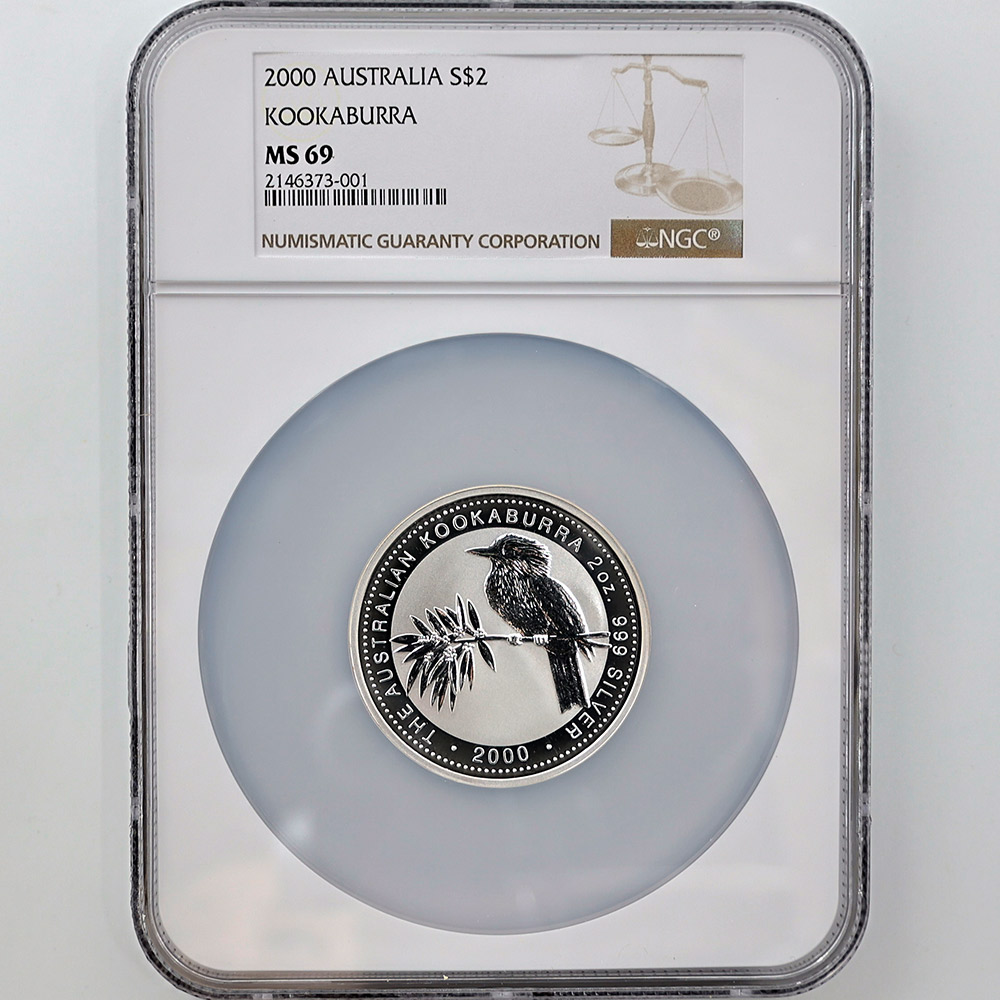 2000 AUSTRALIA S$2
KOOKABURRA
MS 69
2146373-001
NUMISMATIC GUARANTY CORPORATION
NGC®
THE AUSTRALIAN KOOKABURRA 2oz. 999 SILVER
• 2000 •